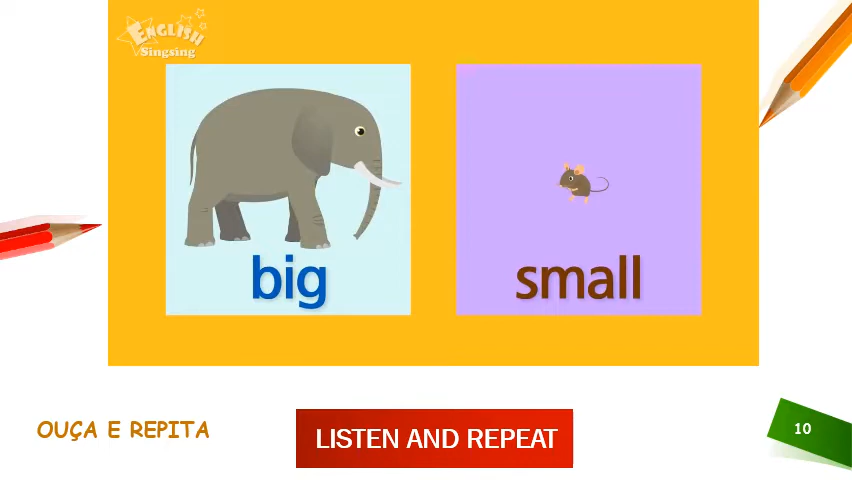 ENGLISH
Singsing
big
small
OUÇA E REPITA
LISTEN AND REPEAT
10